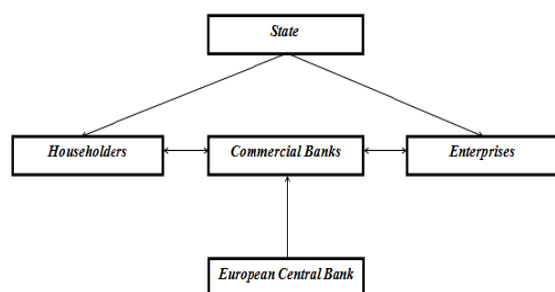 State
Householders
Commercial Banks
Enterprises
European Central Bank